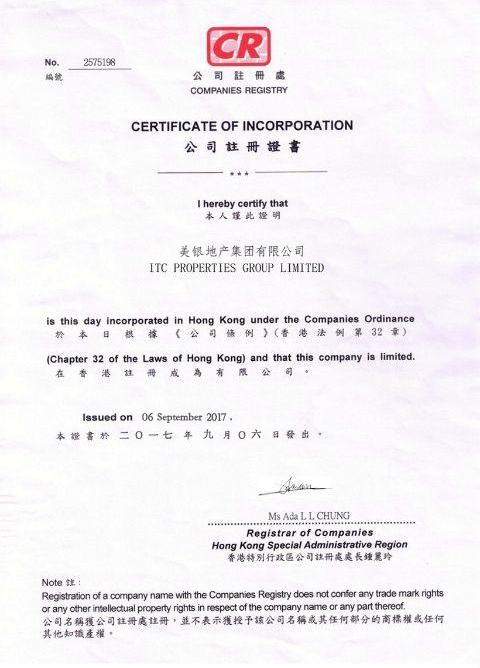 CR
No. 2575198
編號
公司註冊處
COMPANIES REGISTRY
CERTIFICATE OF INCORPORATION
公司註冊證書
***
I hereby certify that
本人謹此證明
美银地产集团有限公司
ITC PROPERTIES GROUP LIMITED
is this day incorporated in Hong Kong under the Companies Ordinance
於本日根據《公司條例》(香港法例第32章)
(Chapter 32 of the Laws of Hong Kong) and that this company is limited.
在香港註冊成為有限公司。
Issued on 06 September 2017.
本證書於二〇一七年九月〇六日發出。
Ms Ada L L CHUNG
Registrar of Companies
Hong Kong Special Administrative Region
香港特別行政區公司註冊處處長鍾麗玲
Note 註:
Registration of a company name with the Companies Registry does not confer any trade mark rights
or any other intellectual property rights in respect of the company name or any part thereof.
公司名稱獲公司註冊處註冊,並不表示獲授予該公司名稱或其任何部分的商標權或任何
其他知識產權。